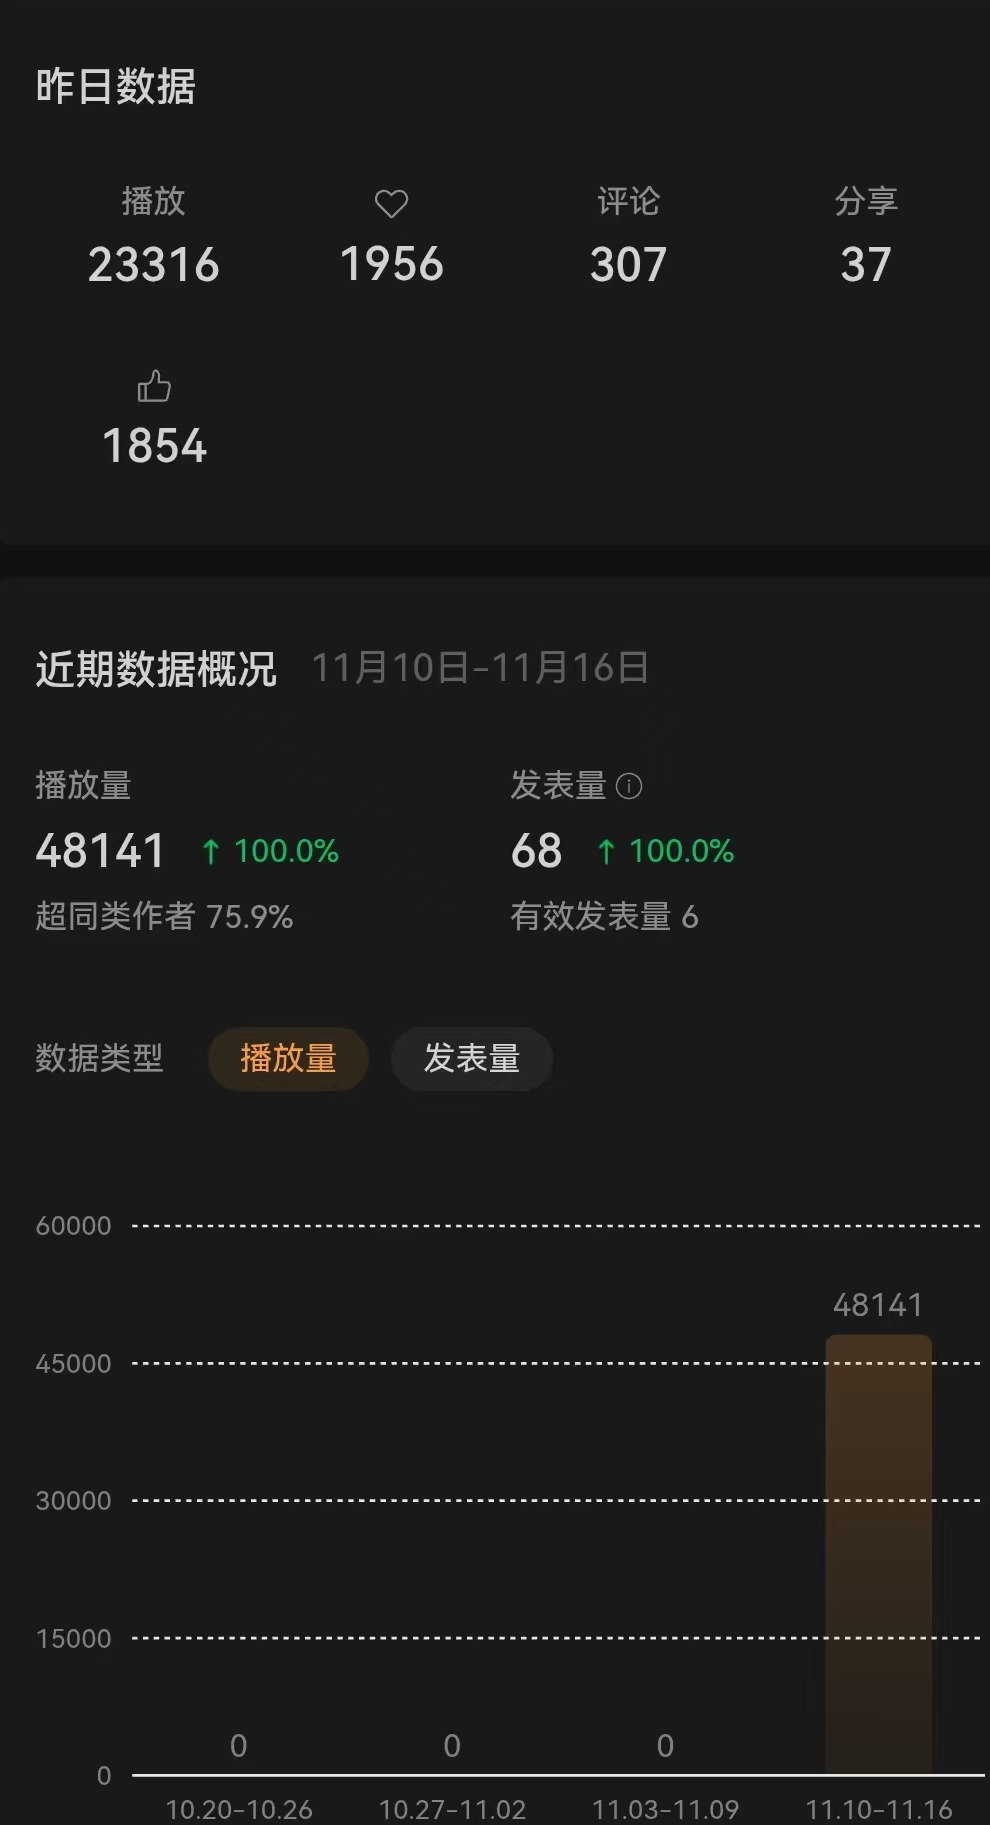 昨日数据
播放 评论 分享
23316 1956 307 37
1854
近期数据概况 11月10日-11月16日
播放量 发表量
48141 ↑ 100.0% 68 ↑ 100.0%
超同类作者 75.9% 有效发表量 6
数据类型 播放量 发表量
60000
48141
45000
30000
15000
0 0 0
0
10.20-10.26 10.27-11.02 11.03-11.09 11.10-11.16